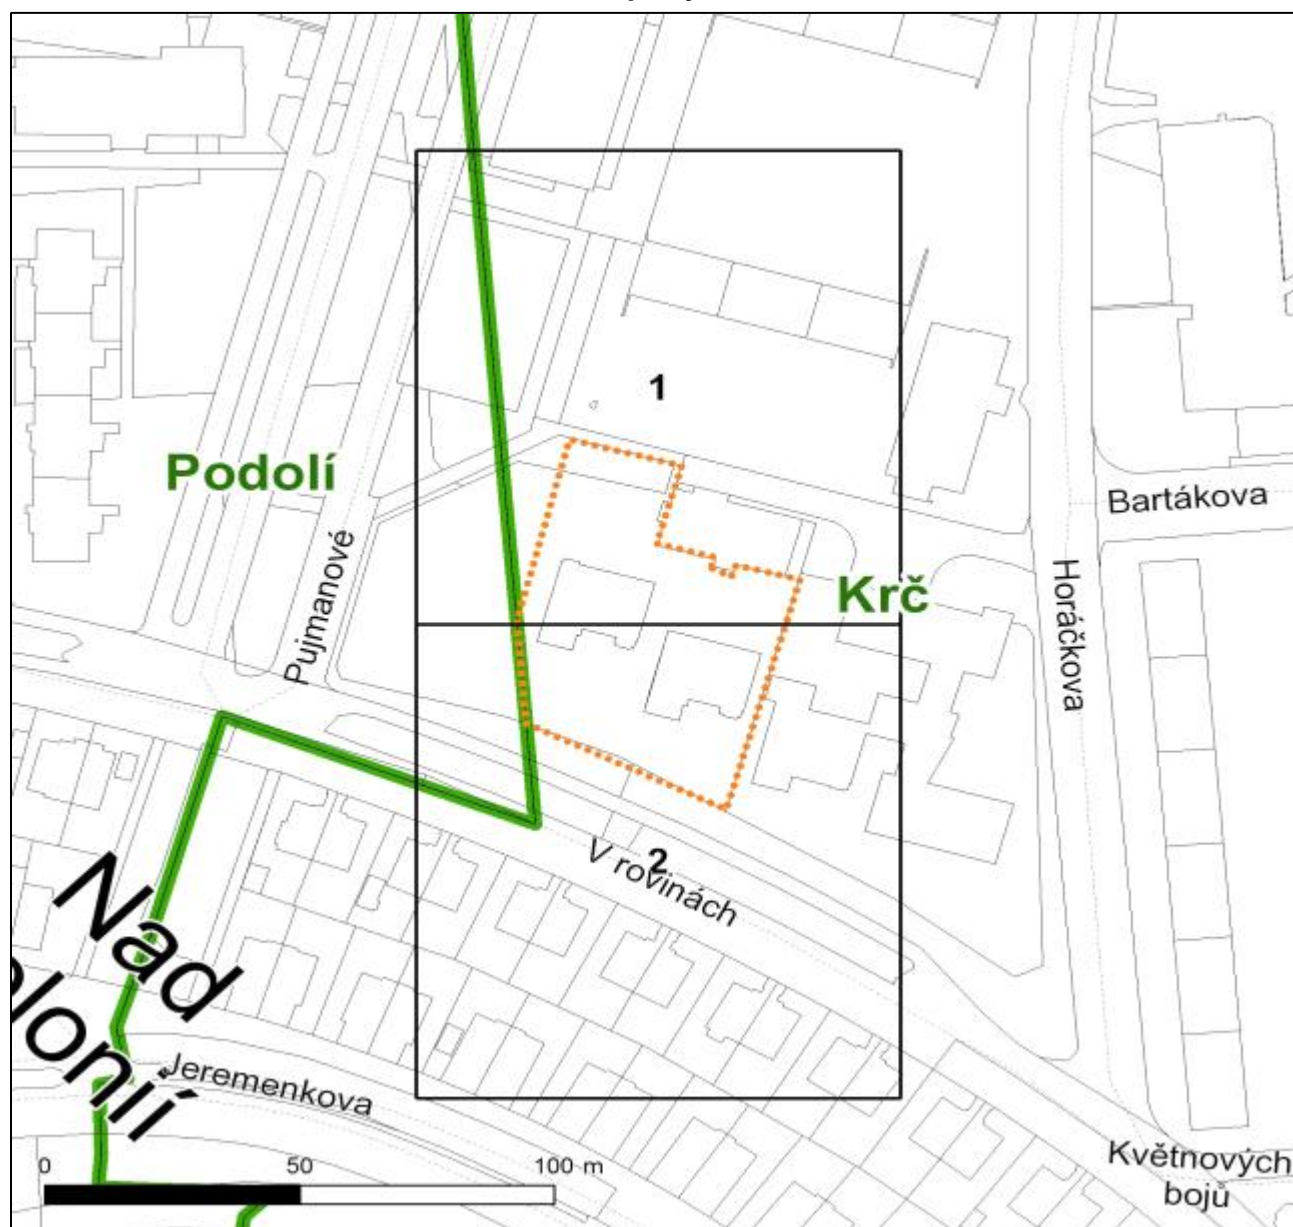 1
Podolí
Bartákova
Pujmanové
Krč
Horáčkova
2
V rovinách
Nad
Jeremenkova
Květnových
bojů
0 50 100 m